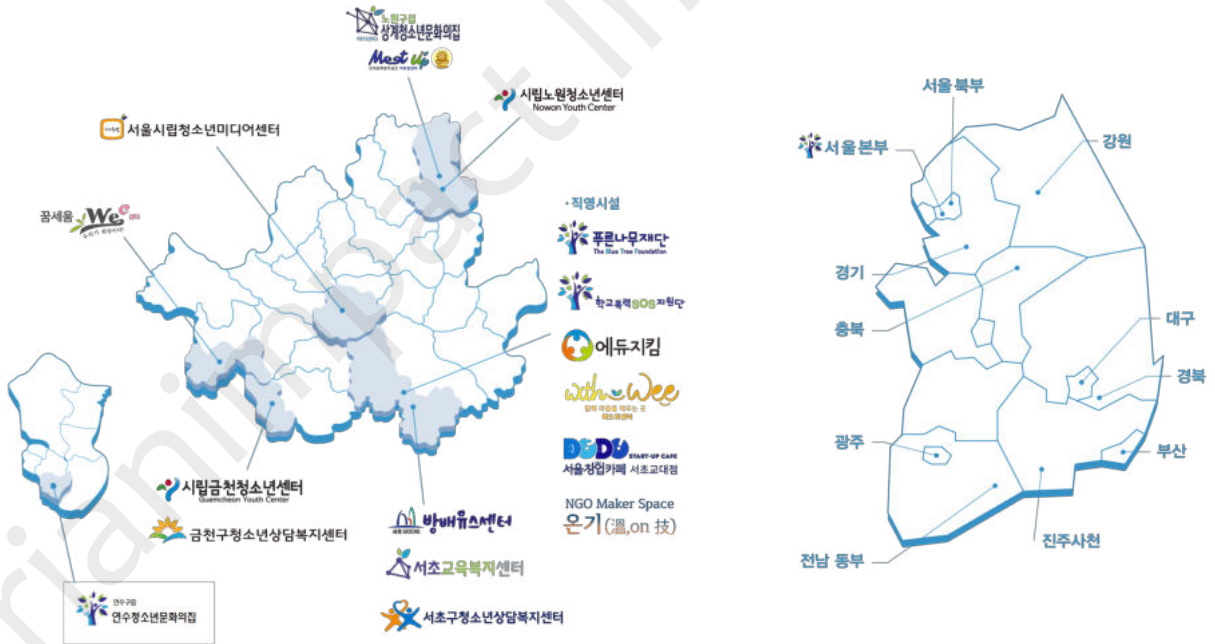 노원구립
상계청소년문화의집
Meet Up
시립노원청소년센터
Nowon Youth Center
서울시립청소년미디어센터
꿈세움 We 센터
· 직영시설
푸른나무재단
The Blue Tree Foundation
학교폭력SOS지원단
에듀지킴
with Wee
DUDU START-UP CAFE
서울창업카페 서초교대점
NGO Maker Space
온기(溫,on 技)
시립금천청소년센터
Guemcheon Youth Center
금천구청소년상담복지센터
방배유스센터
서초교육복지센터
서초구청소년상담복지센터
연수구립
연수청소년문화의집
서울 북부
서울본부
강원
경기
충북
대구
경북
광주
부산
전남 동부
진주사천
rianimpact In